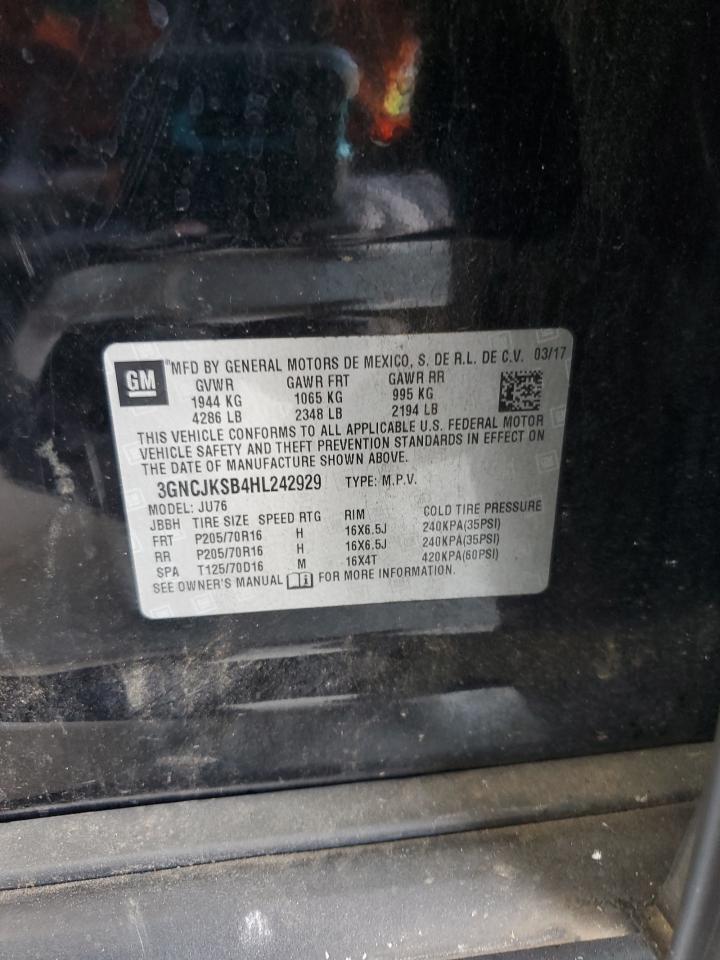 GM
®MFD BY GENERAL MOTORS DE MEXICO, S. DE R.L. DE C.V. 03/17
GVWR GAWR FRT GAWR RR
1944 KG 1065 KG 995 KG
4286 LB 2348 LB 2194 LB
THIS VEHICLE CONFORMS TO ALL APPLICABLE U.S. FEDERAL MOTOR
VEHICLE SAFETY AND THEFT PREVENTION STANDARDS IN EFFECT ON
THE DATE OF MANUFACTURE SHOWN ABOVE.
3GNCJKSB4HL242929 TYPE: M.P.V.
MODEL: JU76
JBBH TIRE SIZE SPEED RTG RIM COLD TIRE PRESSURE
FRT P205/70R16 H 16X6.5J 240KPA(35PSI)
RR P205/70R16 H 16X6.5J 240KPA(35PSI)
SPA T125/70D16 M 16X4T 420KPA(60PSI)
SEE OWNER'S MANUAL FOR MORE INFORMATION.